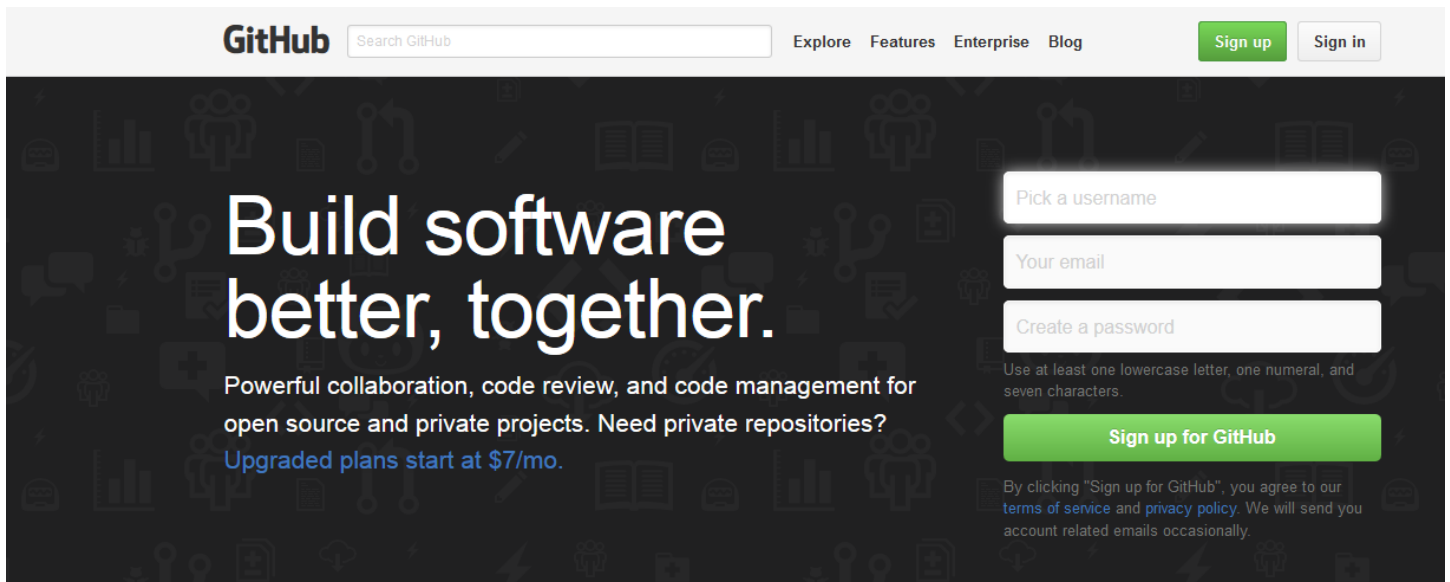 GitHub
Search GitHub
Explore Features Enterprise Blog
Sign up
Sign in
Build software
better, together.
Powerful collaboration, code review, and code management for
open source and private projects. Need private repositories?
Upgraded plans start at $7/mo.
Pick a username
Your email
Create a password
Use at least one lowercase letter, one numeral, and
seven characters.
Sign up for GitHub
By clicking "Sign up for GitHub", you agree to our
terms of service and privacy policy. We will send you
account related emails occasionally.